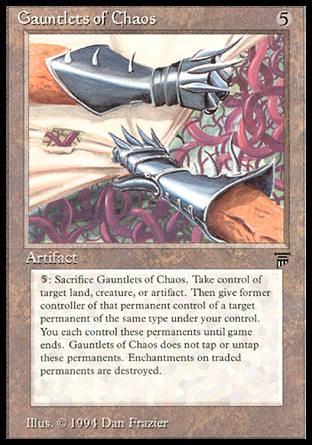 Gauntlets of Chaos 5
Artifact
5: Sacrifice Gauntlets of Chaos. Take control of
target land, creature, or artifact. Then give former
controller of that permanent control of a target
permanent of the same type under your control.
You each control these permanents until game
ends. Gauntlets of Chaos does not tap or untap
these permanents. Enchantments on traded
permanents are destroyed.
Illus. © 1994 Dan Frazier